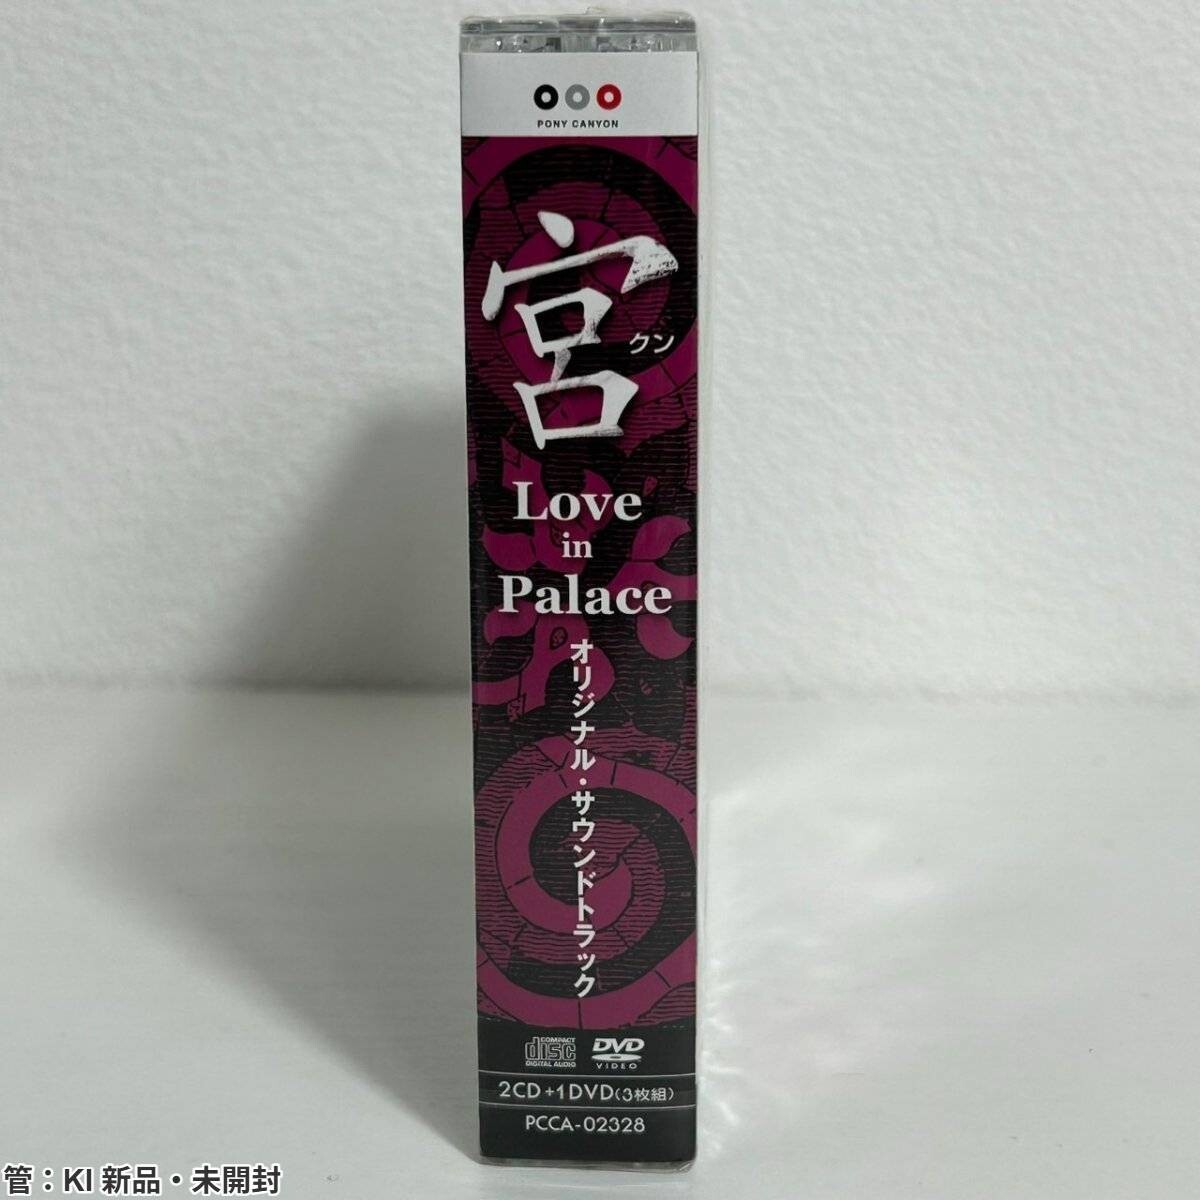 PONY CANYON
宮
クン
Love
in
Palace
オリジナル・サウンドトラック
COMPACT
disc
DIGITAL AUDIO
DVD
VIDEO
2CD+1DVD(3枚組)
PCCA-02328
管：KI 新品・未開封